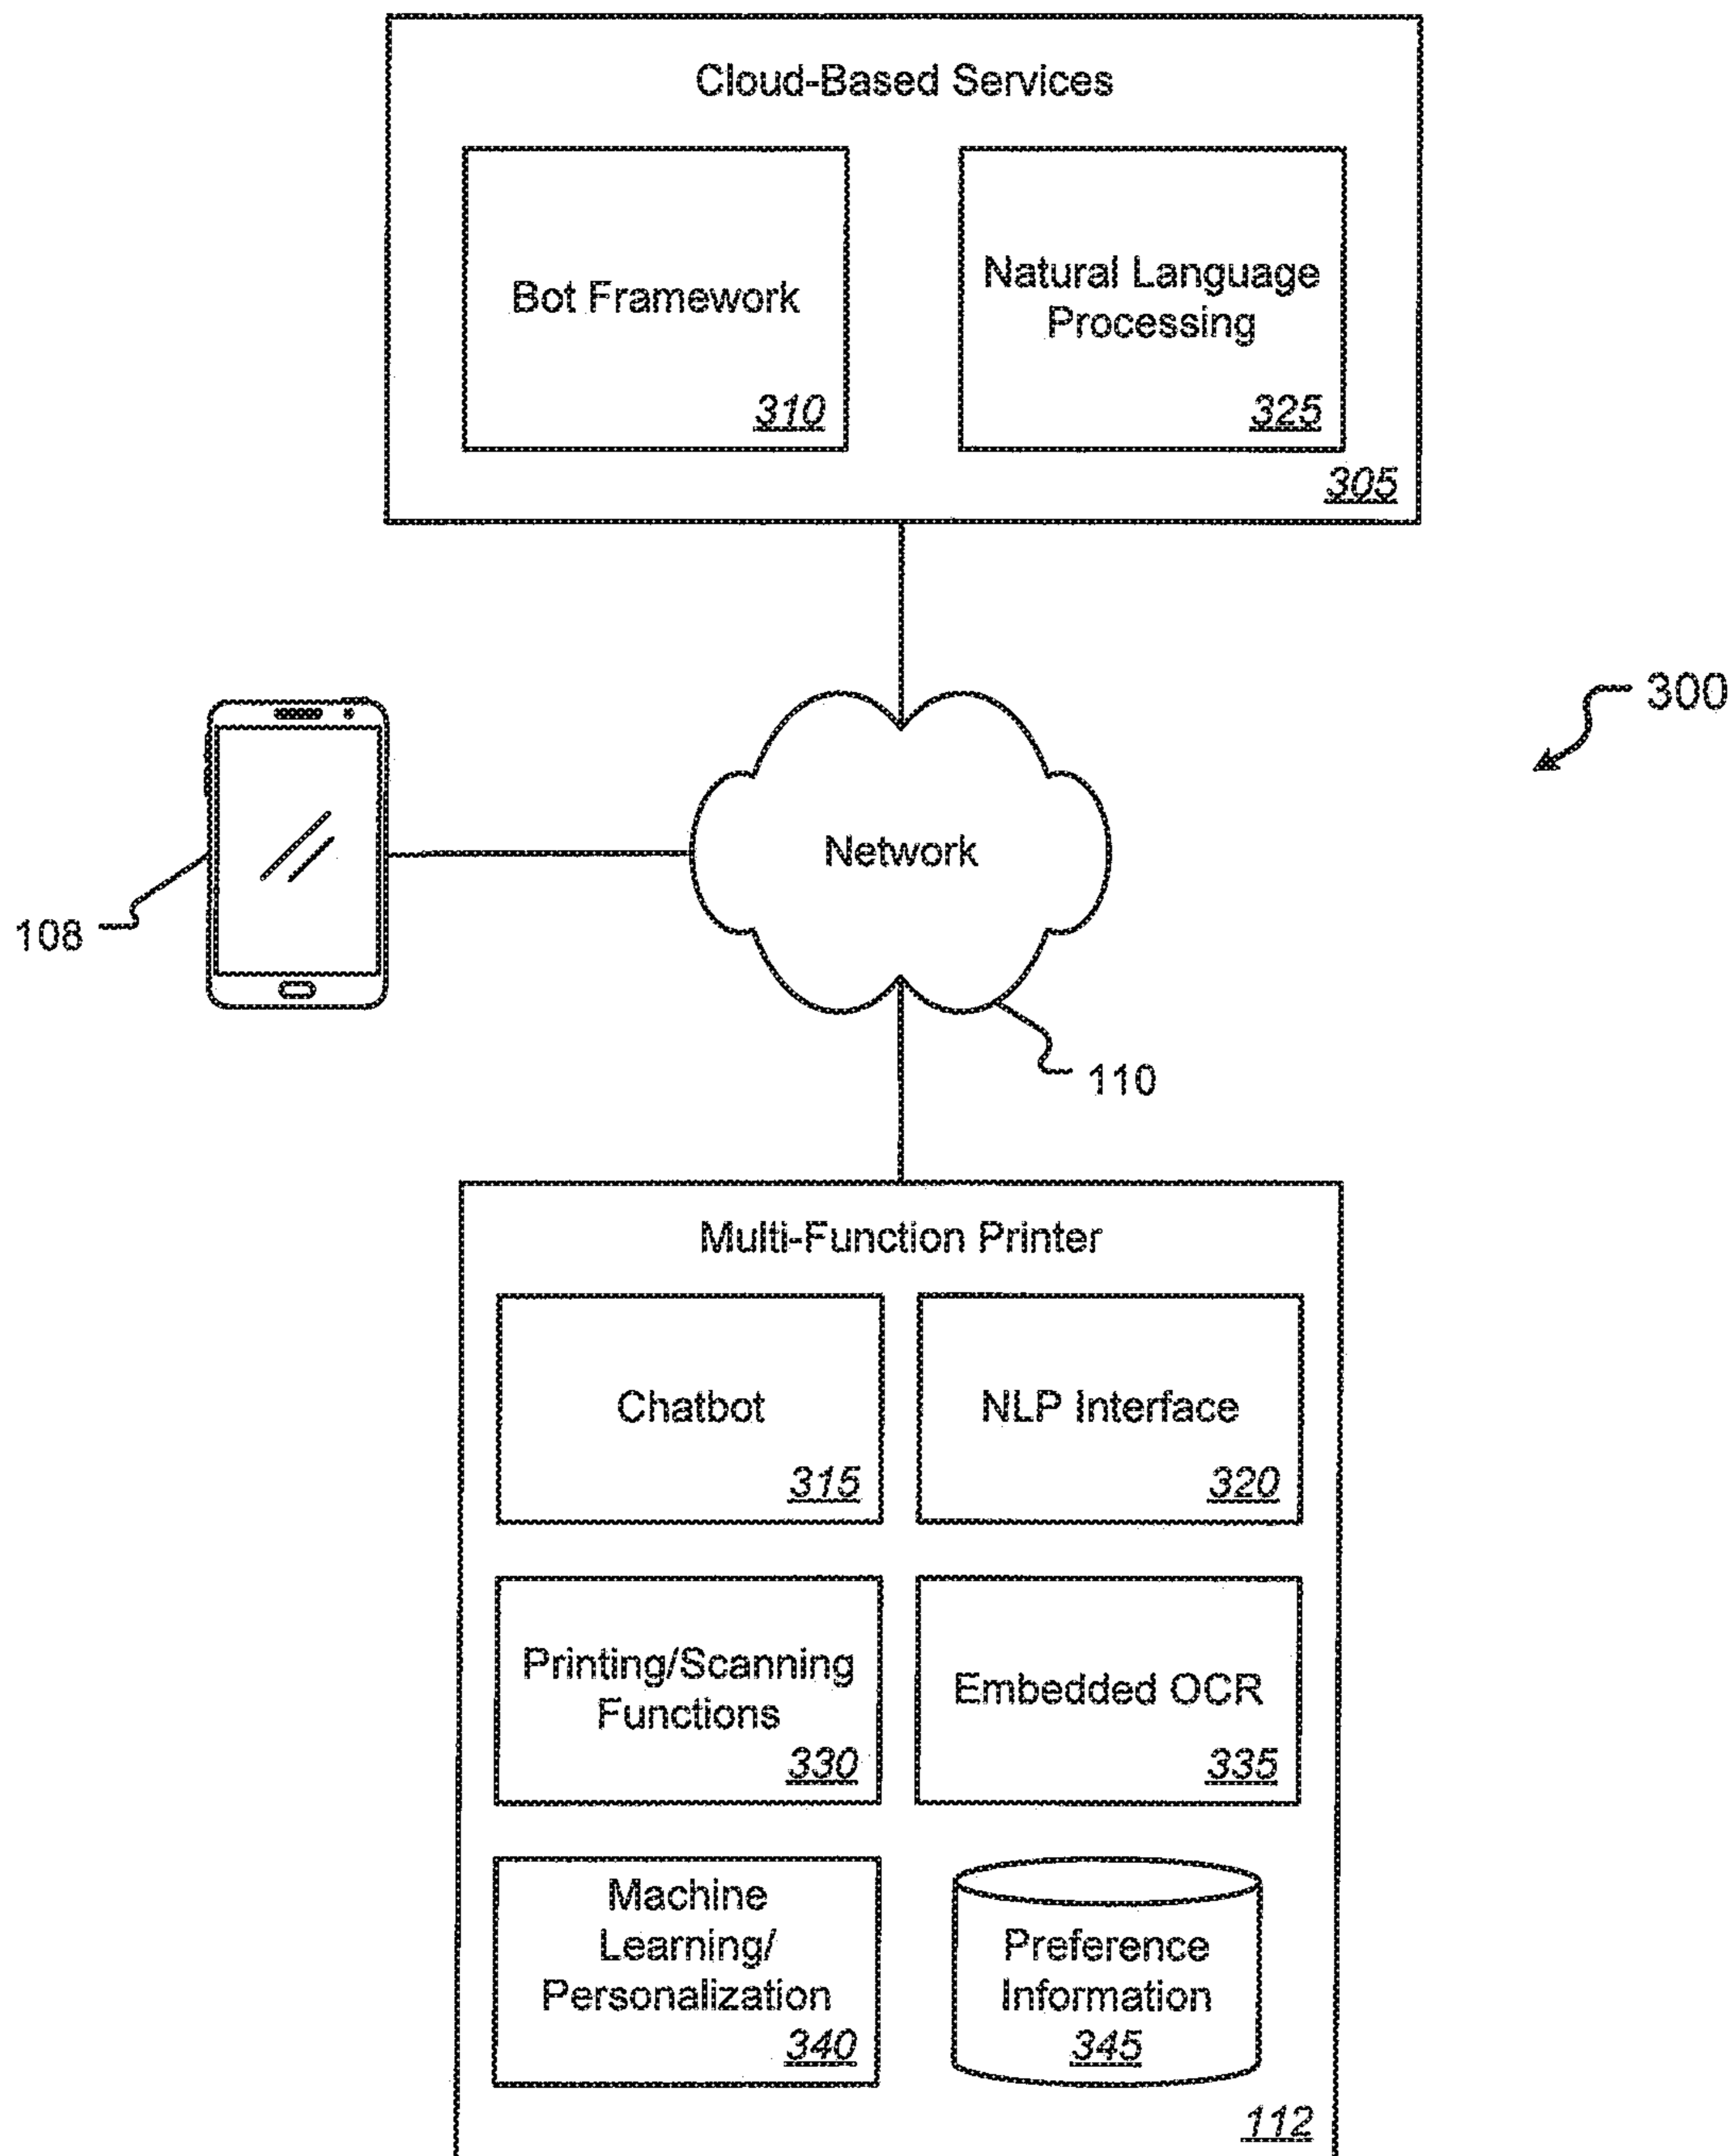 Cloud-Based Services
Bot Framework
310
Natural Language
Processing
325
305
300
Network
108
110
Multi-Function Printer
Chatbot
315
NLP Interface
320
Printing/Scanning
Functions
330
Embedded OCR
335
Machine
Learning/
Personalization
340
Preference
Information
345
112